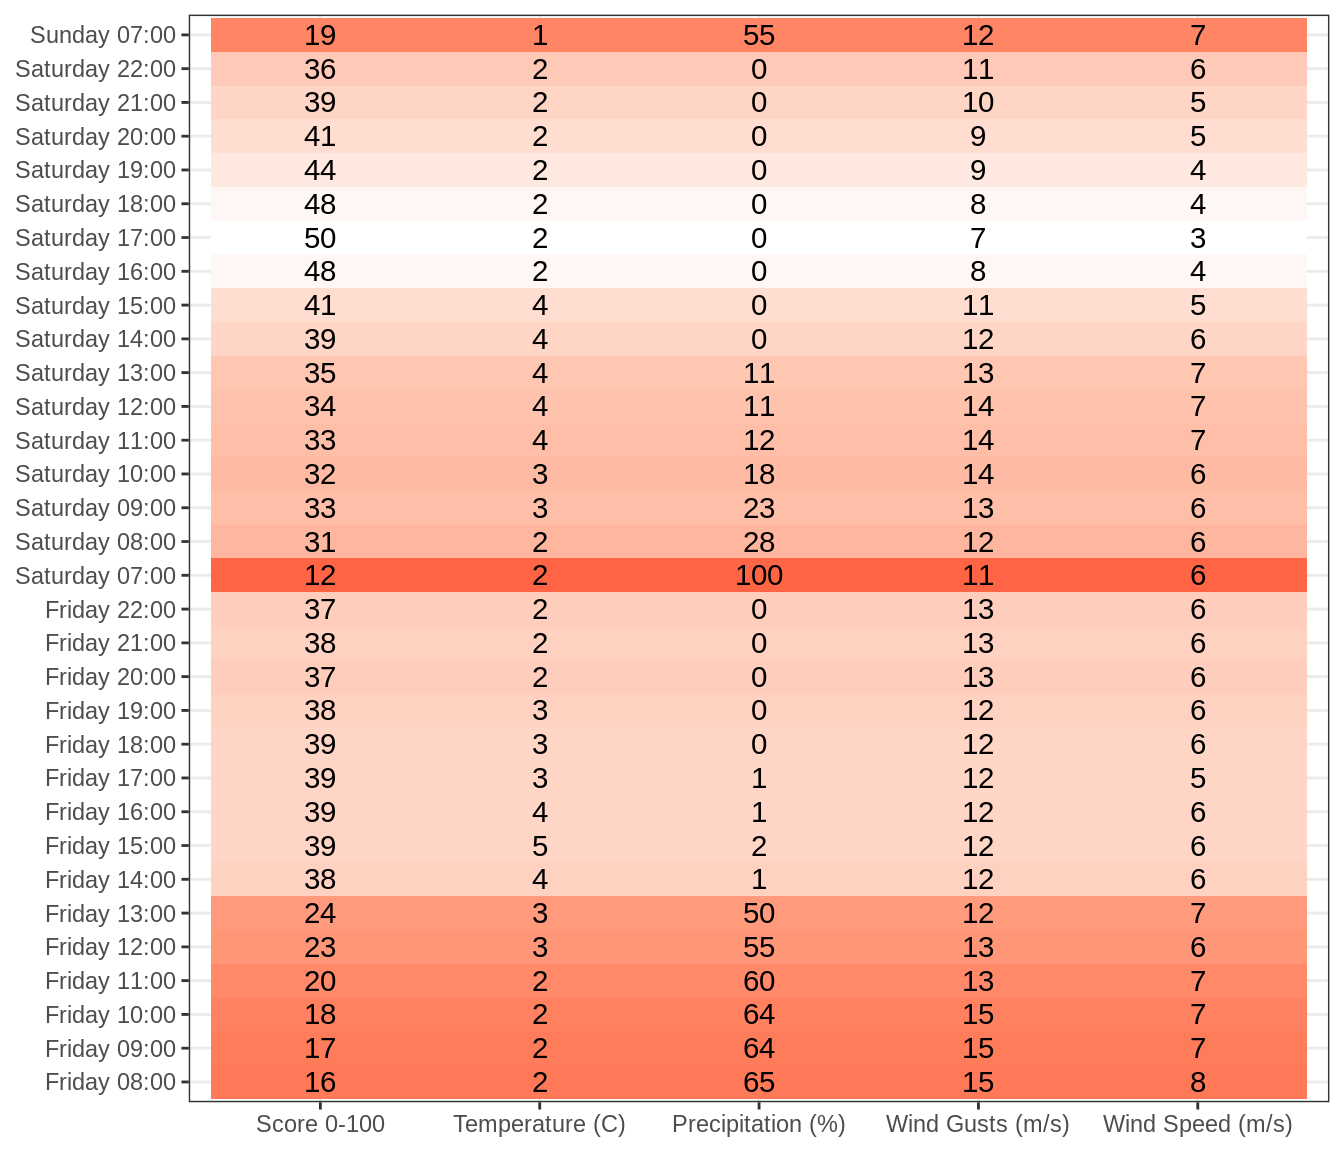 Sunday 07:00 19 1 55 12 7
Saturday 22:00 36 2 0 11 6
Saturday 21:00 39 2 0 10 5
Saturday 20:00 41 2 0 9 5
Saturday 19:00 44 2 0 9 4
Saturday 18:00 48 2 0 8 4
Saturday 17:00 50 2 0 7 3
Saturday 16:00 48 2 0 8 4
Saturday 15:00 41 4 0 11 5
Saturday 14:00 39 4 0 12 6
Saturday 13:00 35 4 11 13 7
Saturday 12:00 34 4 11 14 7
Saturday 11:00 33 4 12 14 7
Saturday 10:00 32 3 18 14 6
Saturday 09:00 33 3 23 13 6
Saturday 08:00 31 2 28 12 6
Saturday 07:00 12 2 100 11 6
Friday 22:00 37 2 0 13 6
Friday 21:00 38 2 0 13 6
Friday 20:00 37 2 0 13 6
Friday 19:00 38 3 0 12 6
Friday 18:00 39 3 0 12 6
Friday 17:00 39 3 1 12 5
Friday 16:00 39 4 1 12 6
Friday 15:00 39 5 2 12 6
Friday 14:00 38 4 1 12 6
Friday 13:00 24 3 50 12 7
Friday 12:00 23 3 55 13 6
Friday 11:00 20 2 60 13 7
Friday 10:00 18 2 64 15 7
Friday 09:00 17 2 64 15 7
Friday 08:00 16 2 65 15 8
Score 0-100 Temperature (C) Precipitation (%) Wind Gusts (m/s) Wind Speed (m/s)